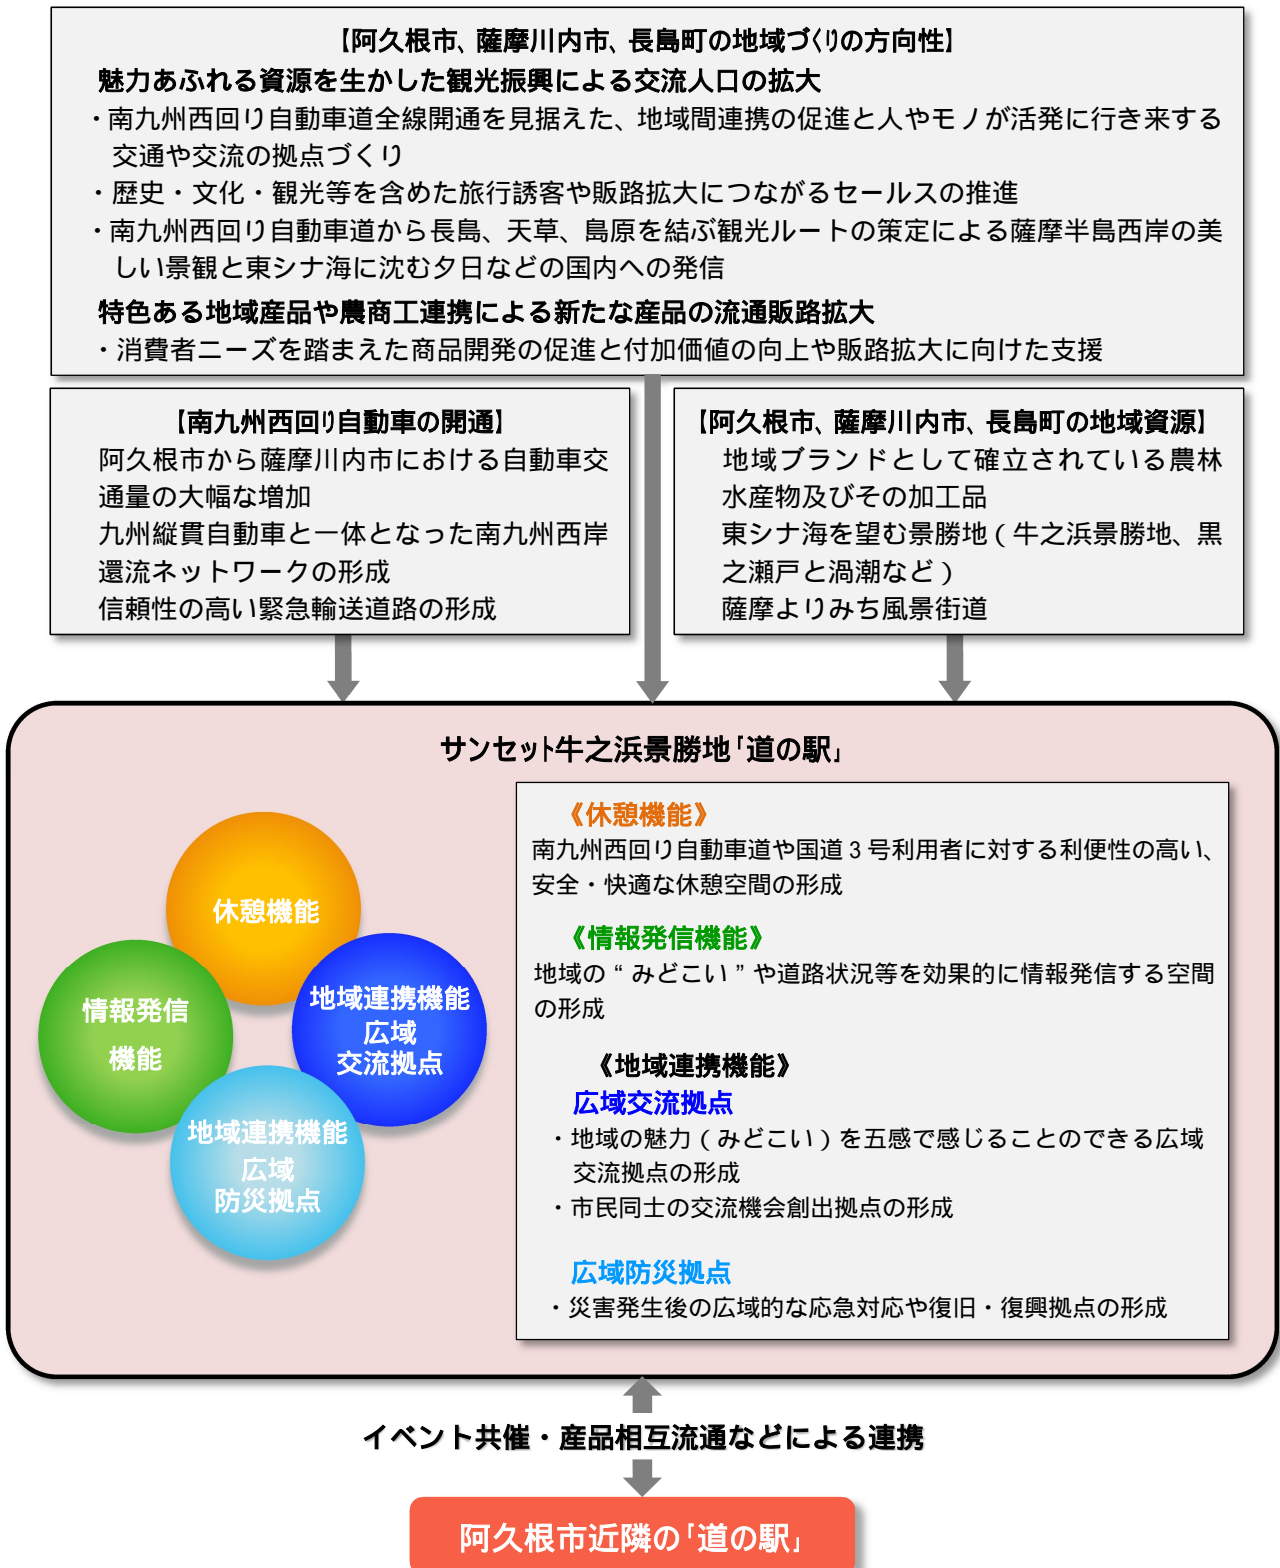 【阿久根市、薩摩川内市、長島町の地域づくりの方向性】
魅力あふれる資源を生かした観光振興による交流人口の拡大
・南九州西回り自動車道全線開通を見据えた、地域間連携の促進と人やモノが活発に行き来する
交通や交流の拠点づくり
・歴史・文化・観光等を含めた旅行誘客や販路拡大につながるセールスの推進
・南九州西回り自動車道から長島、天草、島原を結ぶ観光ルートの策定による薩摩半島西岸の美
しい景観と東シナ海に沈む夕日などの国内への発信
特色ある地域産品や農商工連携による新たな産品の流通販路拡大
・消費者ニーズを踏まえた商品開発の促進と付加価値の向上や販路拡大に向けた支援
【南九州西回り自動車の開通】
阿久根市から薩摩川内市における自動車交
通量の大幅な増加
九州縦貫自動車と一体となった南九州西岸
還流ネットワークの形成
信頼性の高い緊急輸送道路の形成
【阿久根市、薩摩川内市、長島町の地域資源】
地域ブランドとして確立されている農林
水産物及びその加工品
東シナ海を望む景勝地（牛之浜景勝地、黒
之瀬戸と渦潮など）
薩摩よりみち風景街道
サンセット牛之浜景勝地「道の駅」
休憩機能
情報発信
機能
地域連携機能
広域
交流拠点
地域連携機能
広域
防災拠点
《休憩機能》
南九州西回り自動車道や国道３号利用者に対する利便性の高い、
安全・快適な休憩空間の形成
《情報発信機能》
地域の“みどこい”や道路状況等を効果的に情報発信する空間
の形成
《地域連携機能》
広域交流拠点
・地域の魅力（みどこい）を五感で感じることのできる広域
交流拠点の形成
・市民同士の交流機会創出拠点の形成
広域防災拠点
・災害発生後の広域的な応急対応や復旧・復興拠点の形成
イベント共催・産品相互流通などによる連携
阿久根市近隣の「道の駅」